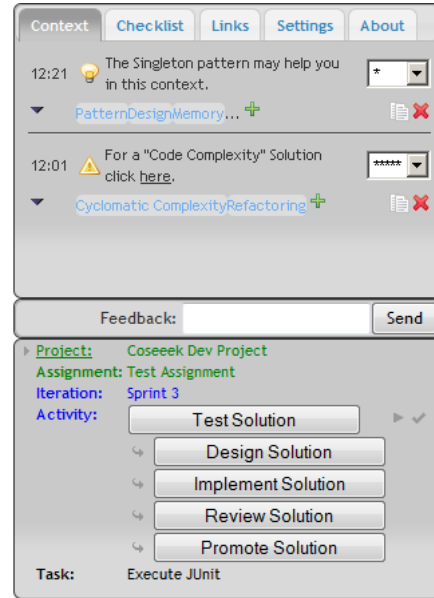 Context Checklist Links Settings About
12:21 The Singleton pattern may help you
in this context.
*
PatternDesignMemory...
12:01 For a "Code Complexity" Solution
click here.
*****
Cyclomatic ComplexityRefactoring
Feedback: Send
Project: Coseeek Dev Project
Assignment: Test Assignment
Iteration: Sprint 3
Activity: Test Solution
Design Solution
Implement Solution
Review Solution
Promote Solution
Task: Execute JUnit